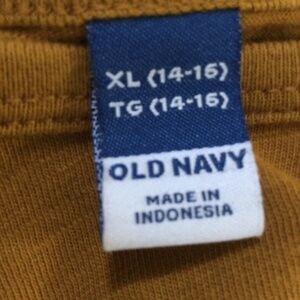 XL (14-16)
TG (14-16)
OLD NAVY
MADE IN
INDONESIA